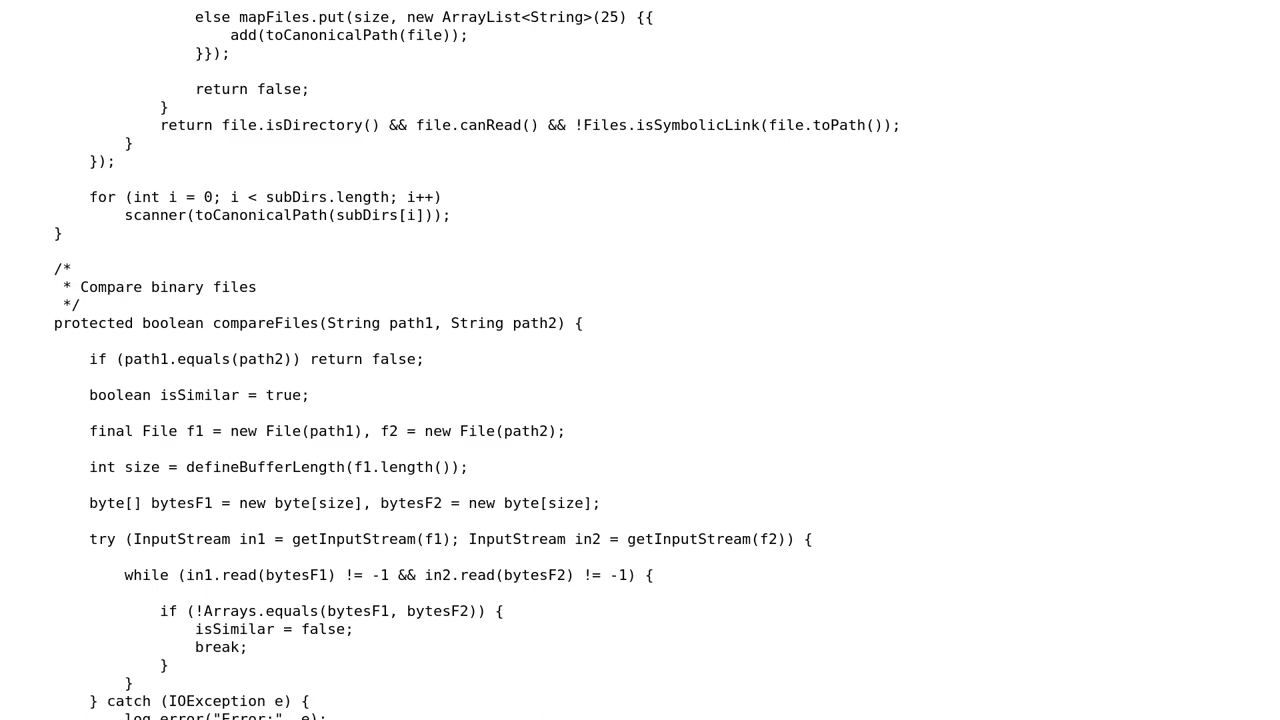 else mapFiles.put(size, new ArrayList<String>(25) {{
add(toCanonicalPath(file));
}});
return false;
}
return file.isDirectory() && file.canRead() && !Files.isSymbolicLink(file.toPath());
}
});
for (int i = 0; i < subDirs.length; i++)
scanner(toCanonicalPath(subDirs[i]));
}
/*
* Compare binary files
*/
protected boolean compareFiles(String path1, String path2) {
if (path1.equals(path2)) return false;
boolean isSimilar = true;
final File f1 = new File(path1), f2 = new File(path2);
int size = defineBufferLength(f1.length());
byte[] bytesF1 = new byte[size], bytesF2 = new byte[size];
try (InputStream in1 = getInputStream(f1); InputStream in2 = getInputStream(f2)) {
while (in1.read(bytesF1) != -1 && in2.read(bytesF2) != -1) {
if (!Arrays.equals(bytesF1, bytesF2)) {
isSimilar = false;
break;
}
}
} catch (IOException e) {
log.error("Error:", e);